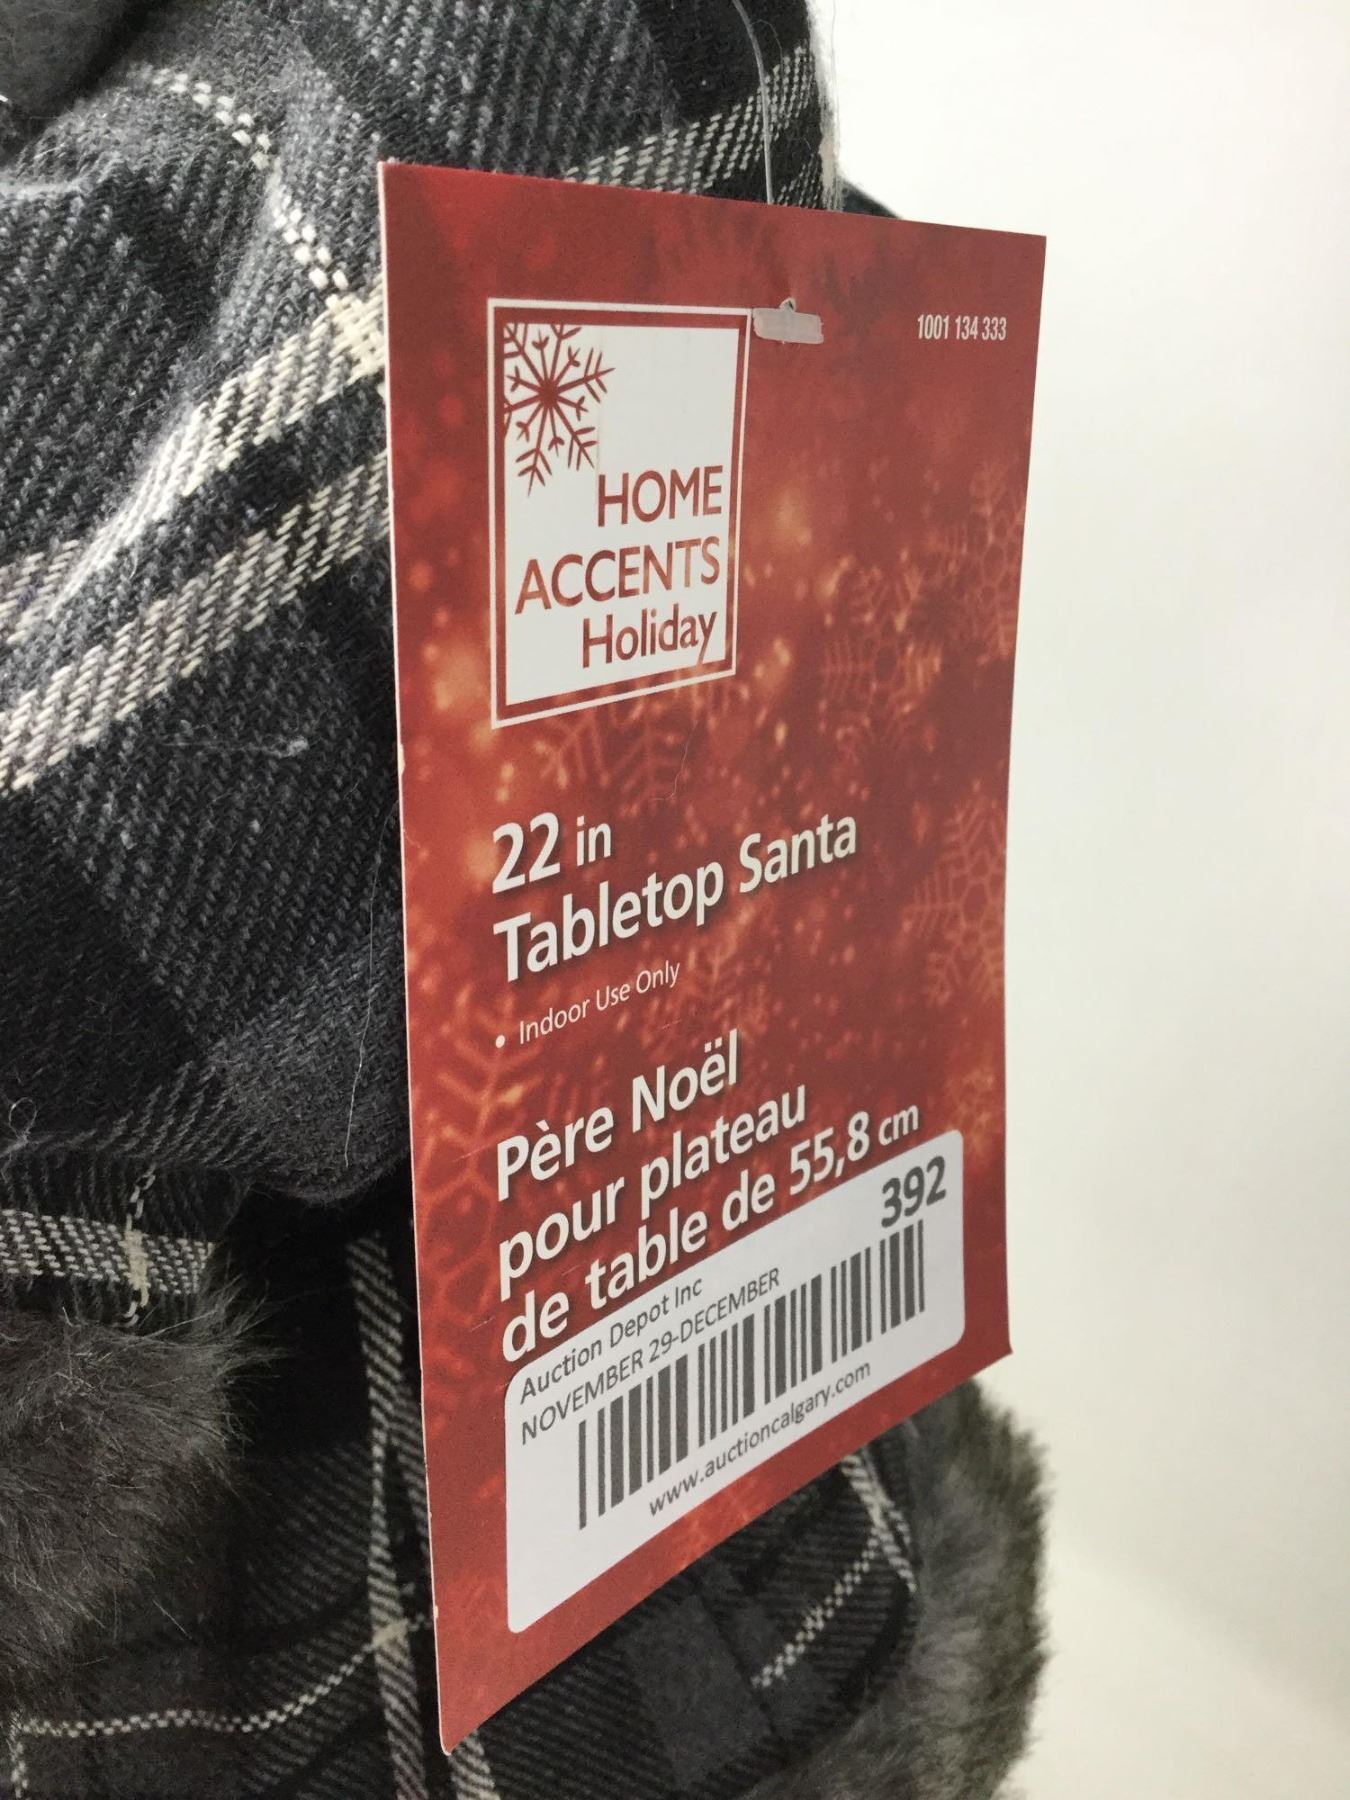 1001 134 333
HOME
ACCENTS
Holiday
22 in
Tabletop Santa
• Indoor Use Only
Père Noël
pour plateau
de table de 55,8 cm
392
Auction Depot Inc
NOVEMBER 29-DECEMBER
www.auctioncalgary.com